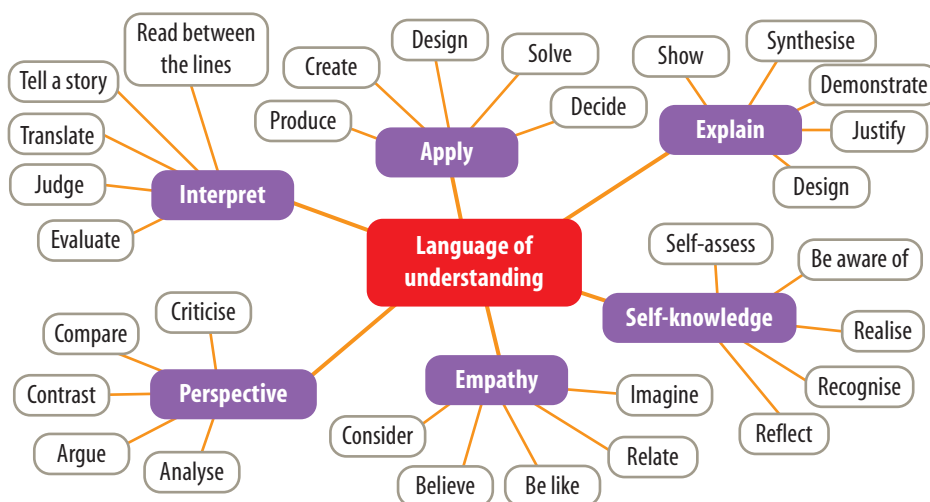 Language of
understanding
Interpret
Read between
the lines
Tell a story
Translate
Judge
Evaluate
Apply
Design
Create
Solve
Produce
Decide
Explain
Show
Synthesise
Demonstrate
Justify
Design
Self-knowledge
Self-assess
Be aware of
Realise
Recognise
Reflect
Empathy
Imagine
Consider
Relate
Believe
Be like
Perspective
Criticise
Compare
Contrast
Argue
Analyse